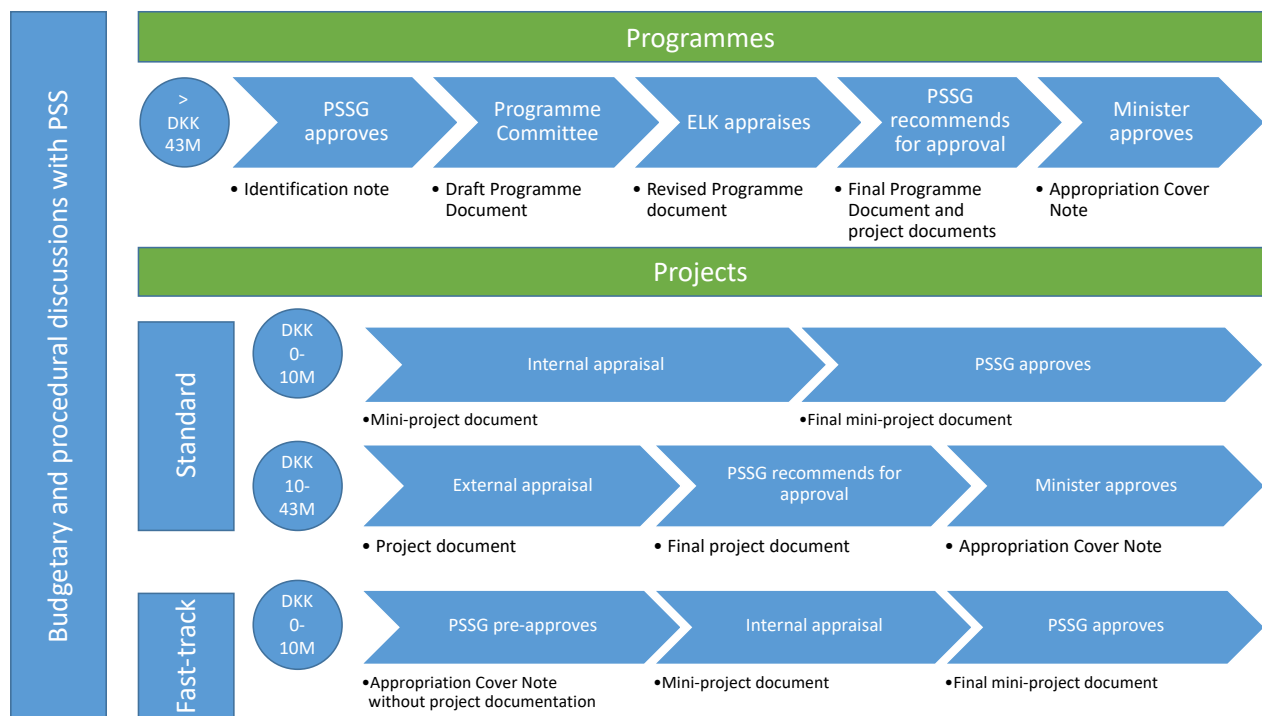 Budgetary and procedural discussions with PSS
Programmes
>
DKK
43M
PSSG
approves
Programme
Committee
ELK appraises
PSSG
recommends
for approval
Minister
approves
• Identification note
• Draft Programme
Document
• Revised Programme
document
• Final Programme
Document and
project documents
• Appropriation Cover
Note
Projects
Standard
DKK
0-
10M
Internal appraisal
PSSG approves
•Mini-project document
•Final mini-project document
DKK
10-
43M
External appraisal
PSSG recommends for
approval
Minister approves
• Project document
• Final project document
• Appropriation Cover Note
Fast-track
DKK
0-
10M
PSSG pre-approves
Internal appraisal
PSSG approves
•Appropriation Cover Note
without project documentation
•Mini-project document
•Final mini-project document